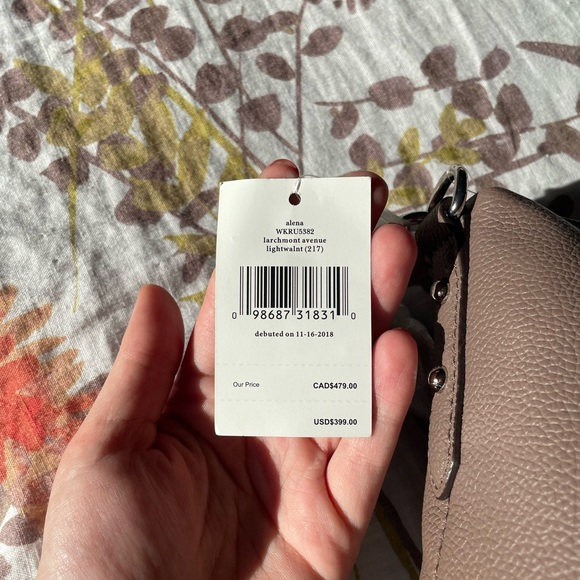 alena
WKRU5382
larchmont avenue
lightwalnt (217)
0 98687 31831 0
debuted on 11-16-2018
Our Price CAD$479.00
USD$399.00